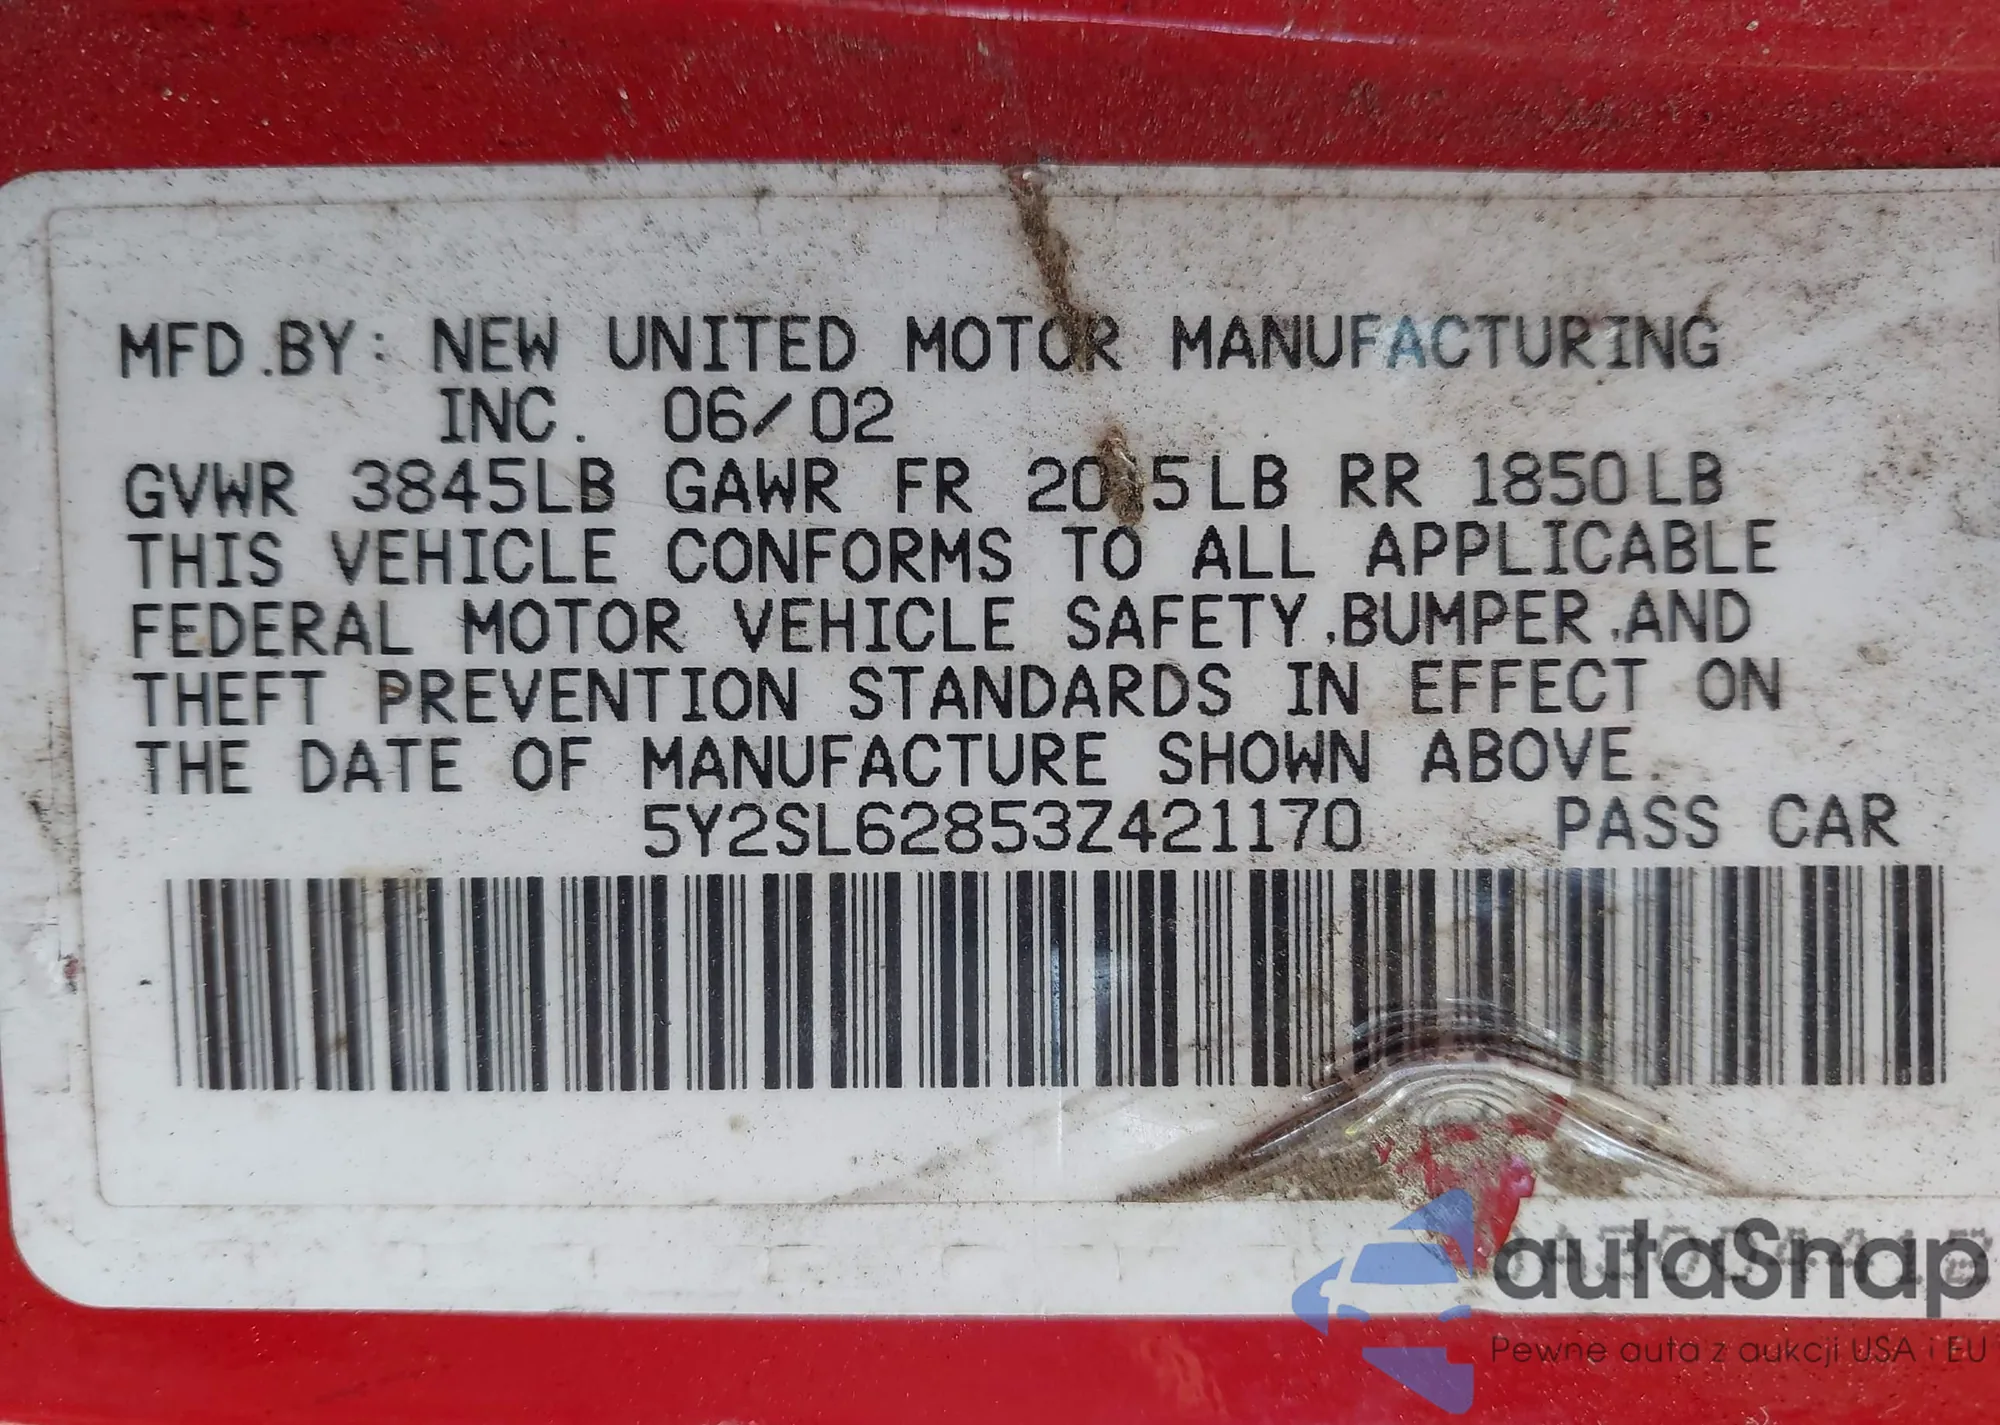 MFD.BY: NEW UNITED MOTOR MANUFACTURING
INC. 06/02
GVWR 3845LB GAWR FR RR 1850LB
THIS VEHICLE CONFORMS TO ALL APPLICABLE
FEDERAL MOTOR VEHICLE SAFETY,BUMPER,AND
THEFT PREVENTION STANDARDS IN EFFECT ON
THE DATE OF MANUFACTURE SHOWN ABOVE.
5Y2SL62853Z421170 PASS CAR
autoSnap
Pewne auta z aukcji USA i EU